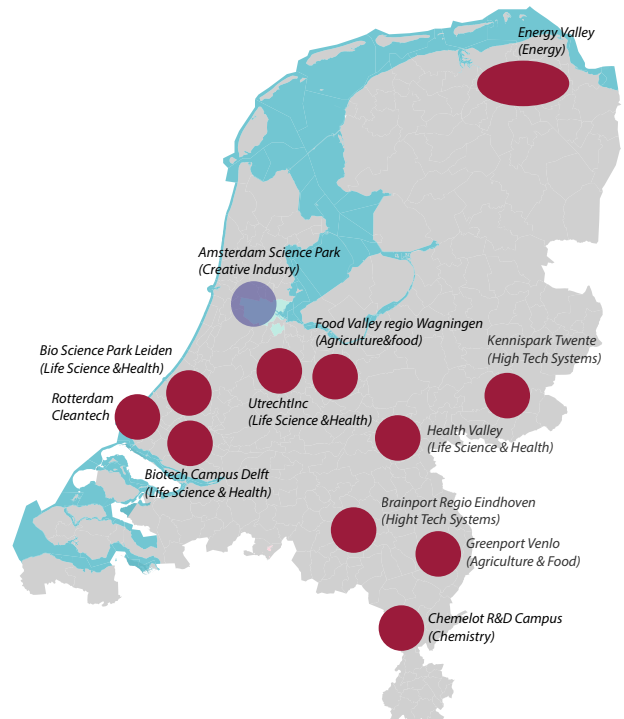 Energy Valley
(Energy)
Amsterdam Science Park
(Creative Indusry)
Food Valley regio Wagningen
(Agriculture&food)
Kennispark Twente
(High Tech Systems)
Bio Science Park Leiden
(Life Science &Health)
Rotterdam
Cleantech
UtrechtInc
(Life Science &Health)
Health Valley
(Life Science & Health)
Biotech Campus Delft
(Life Science & Health)
Brainport Regio Eindhoven
(Hight Tech Systems)
Greenport Venlo
(Agriculture & Food)
Chemelot R&D Campus
(Chemistry)